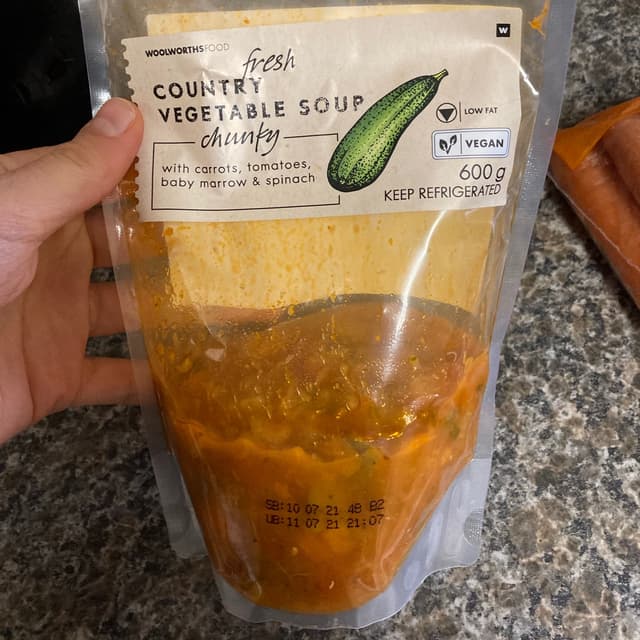 WOOLWORTHSFOOD
W
fresh
COUNTRY
VEGETABLE SOUP
chunky
with carrots, tomatoes,
baby marrow & spinach
LOW FAT
VEGAN
600 g
KEEP REFRIGERATED
SB:10 07 21 48 B2
UB:11 07 21 21:07